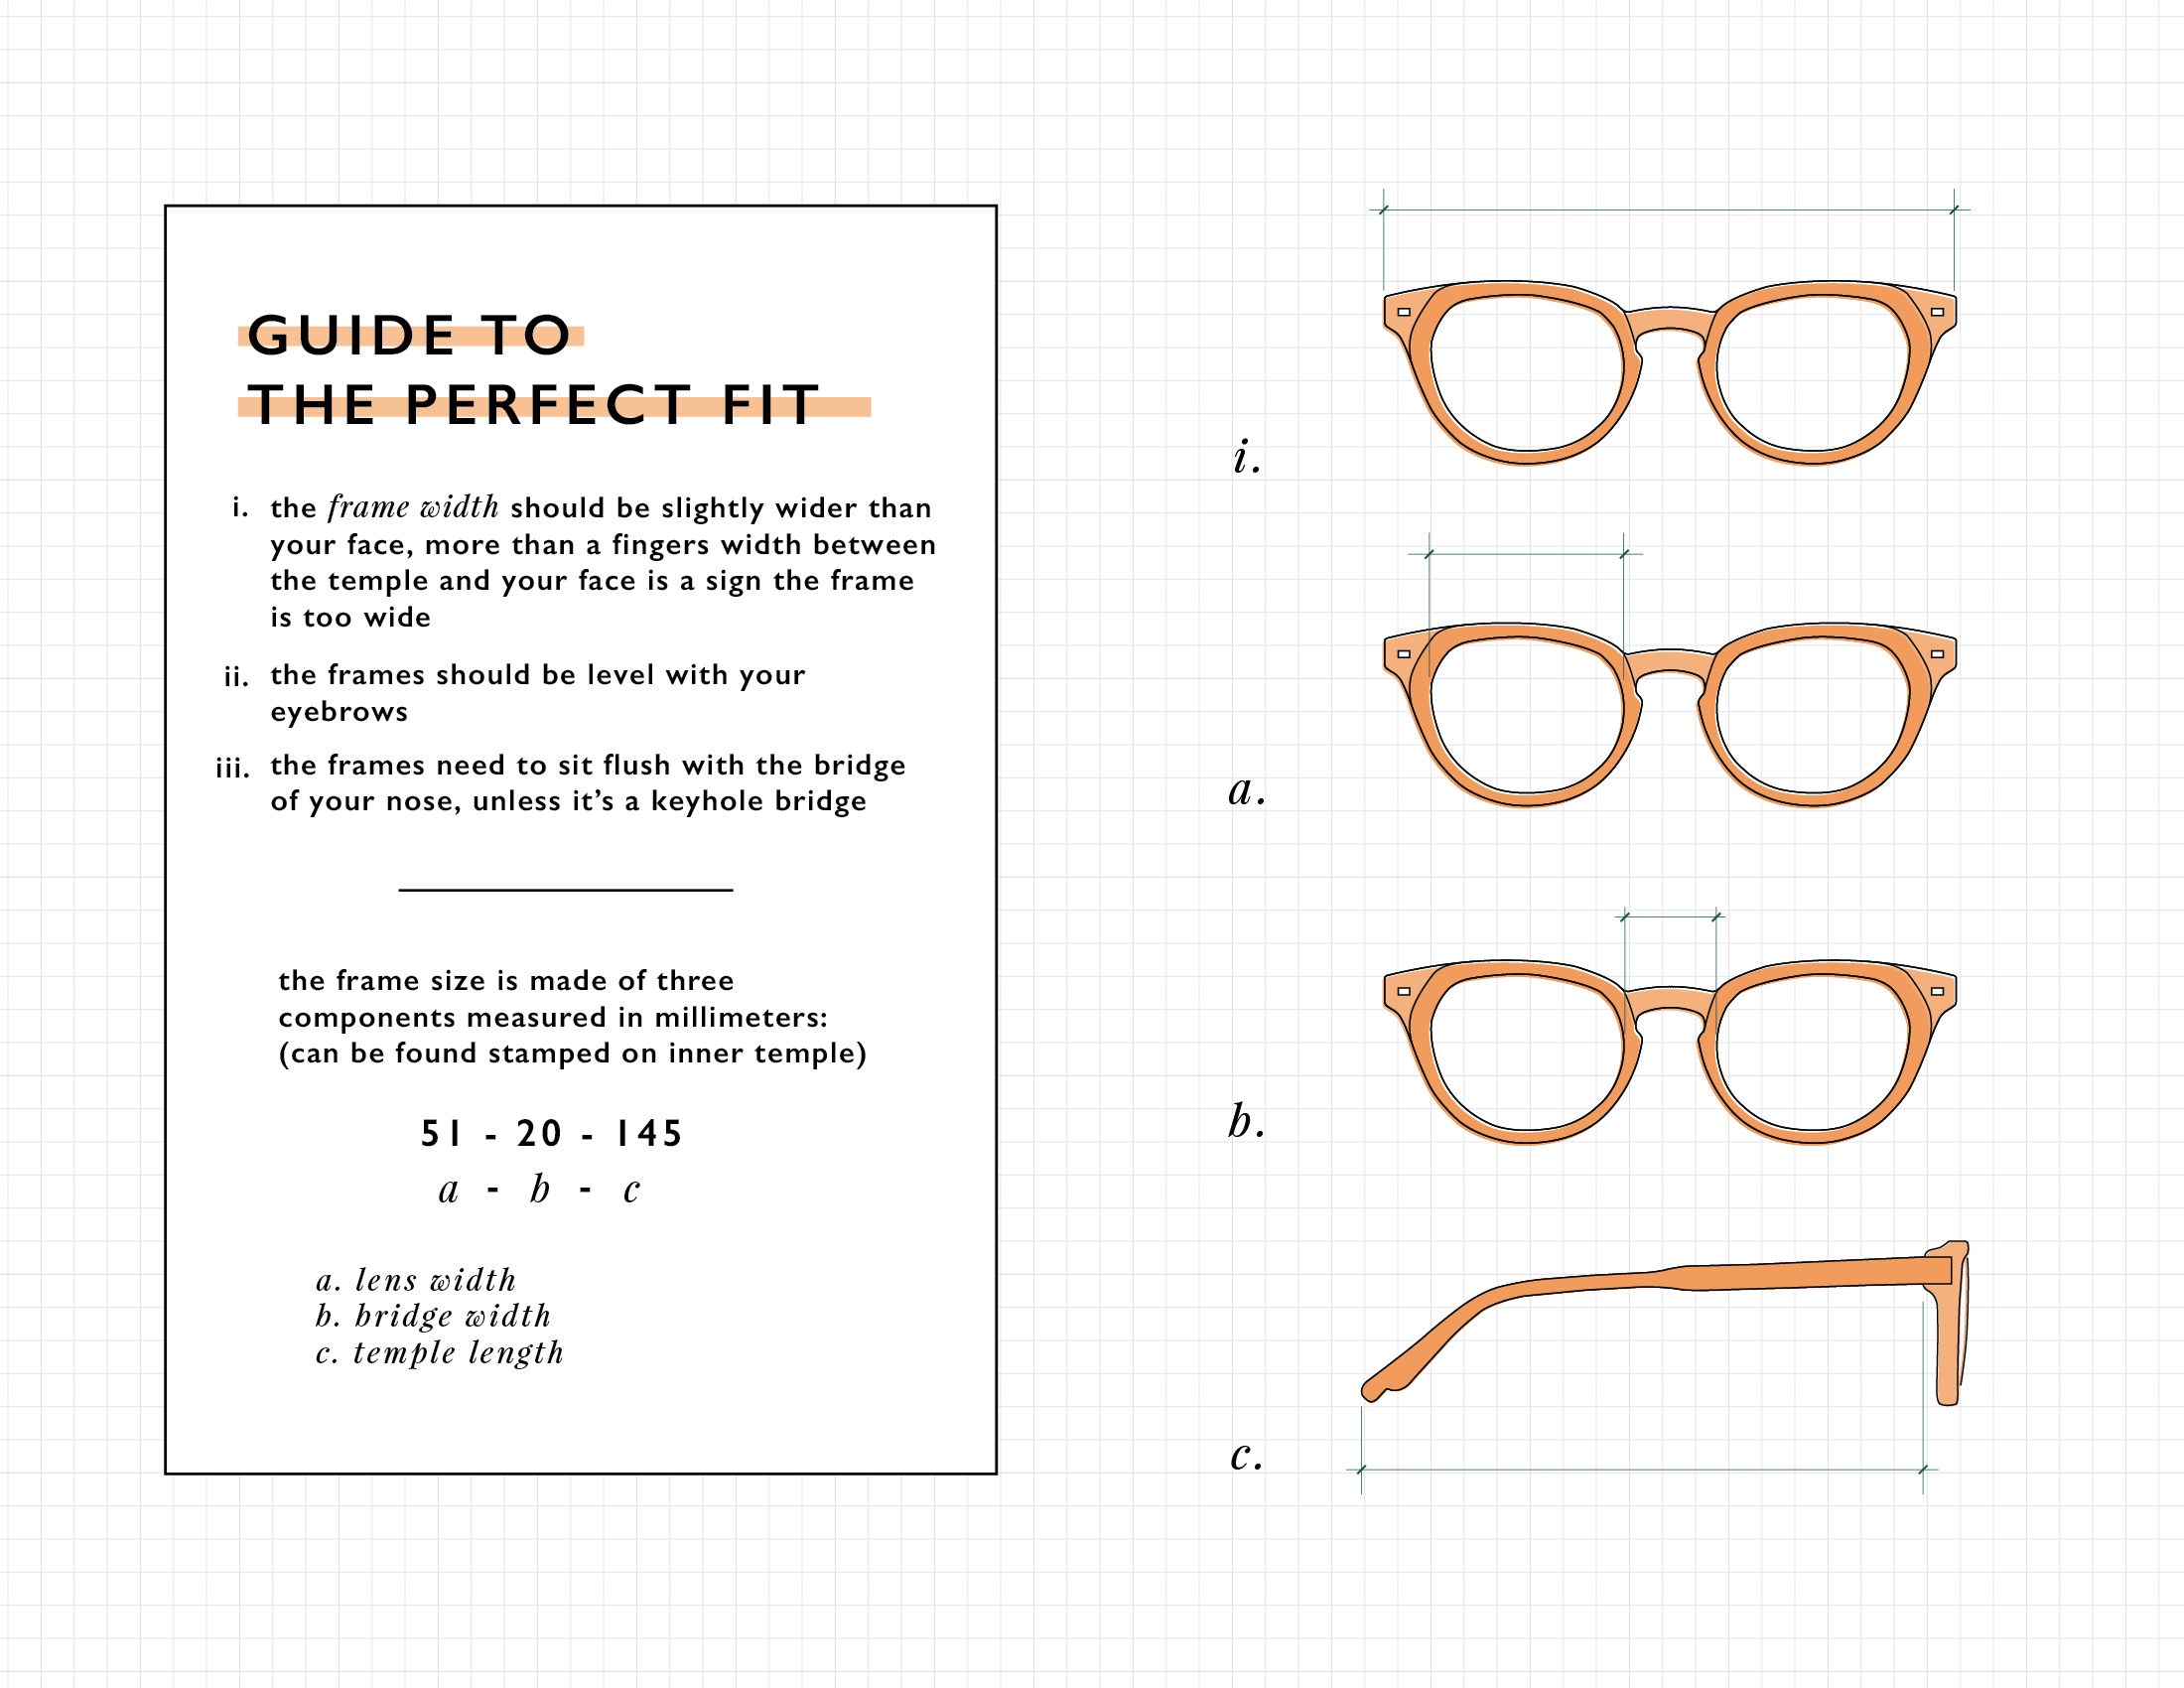 GUIDE TO
THE PERFECT FIT
i. the frame width should be slightly wider than
your face, more than a fingers width between
the temple and your face is a sign the frame
is too wide
ii. the frames should be level with your
eyebrows
iii. the frames need to sit flush with the bridge
of your nose, unless it’s a keyhole bridge
the frame size is made of three
components measured in millimeters:
(can be found stamped on inner temple)
51 - 20 - 145
a - b - c
a. lens width
b. bridge width
c. temple length
i.
a.
b.
c.